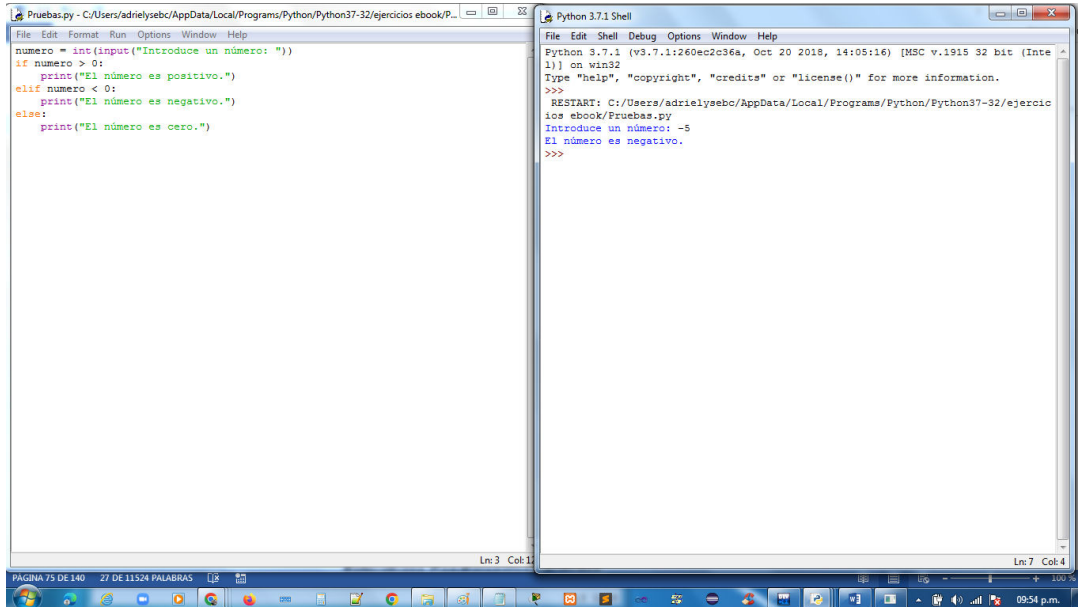 Pruebas.py - C:/Users/adrielysebc/AppData/Local/Programs/Python/Python37-32/ejercicios ebook/P...
File Edit Format Run Options Window Help
numero = int(input("Introduce un número: "))
if numero > 0:
    print("El número es positivo.")
elif numero < 0:
    print("El número es negativo.")
else:
    print("El número es cero.")
Ln: 3 Col: 12
Python 3.7.1 Shell
File Edit Shell Debug Options Window Help
Python 3.7.1 (v3.7.1:260ec2c36a, Oct 20 2018, 14:05:16) [MSC v.1915 32 bit (Inte
l)] on win32
Type "help", "copyright", "credits" or "license()" for more information.
>>>
 RESTART: C:/Users/adrielysebc/AppData/Local/Programs/Python/Python37-32/ejercic
ios ebook/Pruebas.py
Introduce un número: -5
El número es negativo.
>>>
Ln: 7 Col: 4
PÁGINA 75 DE 140 27 DE 11524 PALABRAS
100 %
09:54 p.m.